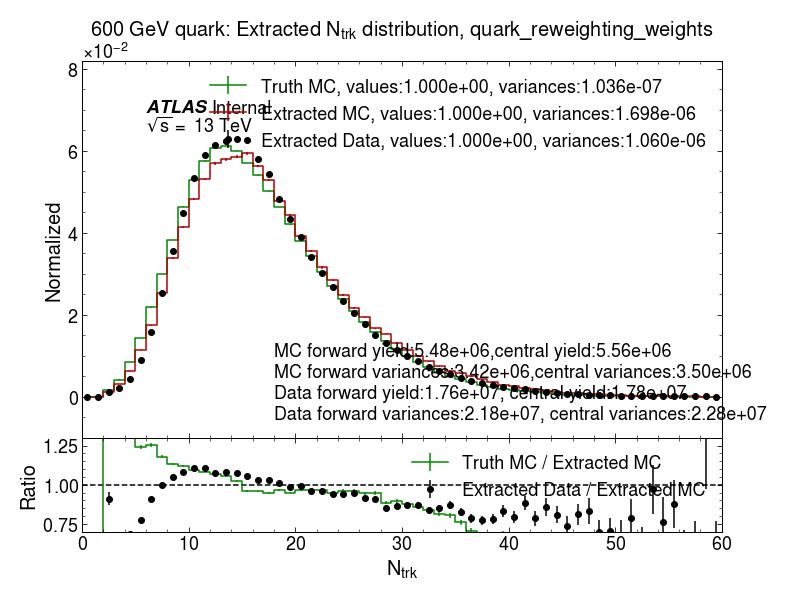 600 GeV quark: Extracted Ntrk distribution, quark_reweighting_weights
×10−2
Truth MC, values:1.000e+00, variances:1.036e-07
ATLAS Internal
Extracted MC, values:1.000e+00, variances:1.698e-06
√s = 13 TeV
Extracted Data, values:1.000e+00, variances:1.060e-06
8
6
4
2
0
Normalized
MC forward yield:5.48e+06,central yield:5.56e+06
MC forward variances:3.42e+06,central variances:3.50e+06
Data forward yield:1.76e+07, central yield:1.78e+07
Data forward variances:2.18e+07, central variances:2.28e+07
1.25
1.00
0.75
Ratio
Truth MC / Extracted MC
Extracted Data / Extracted MC
0 10 20 30 40 50 60
Ntrk